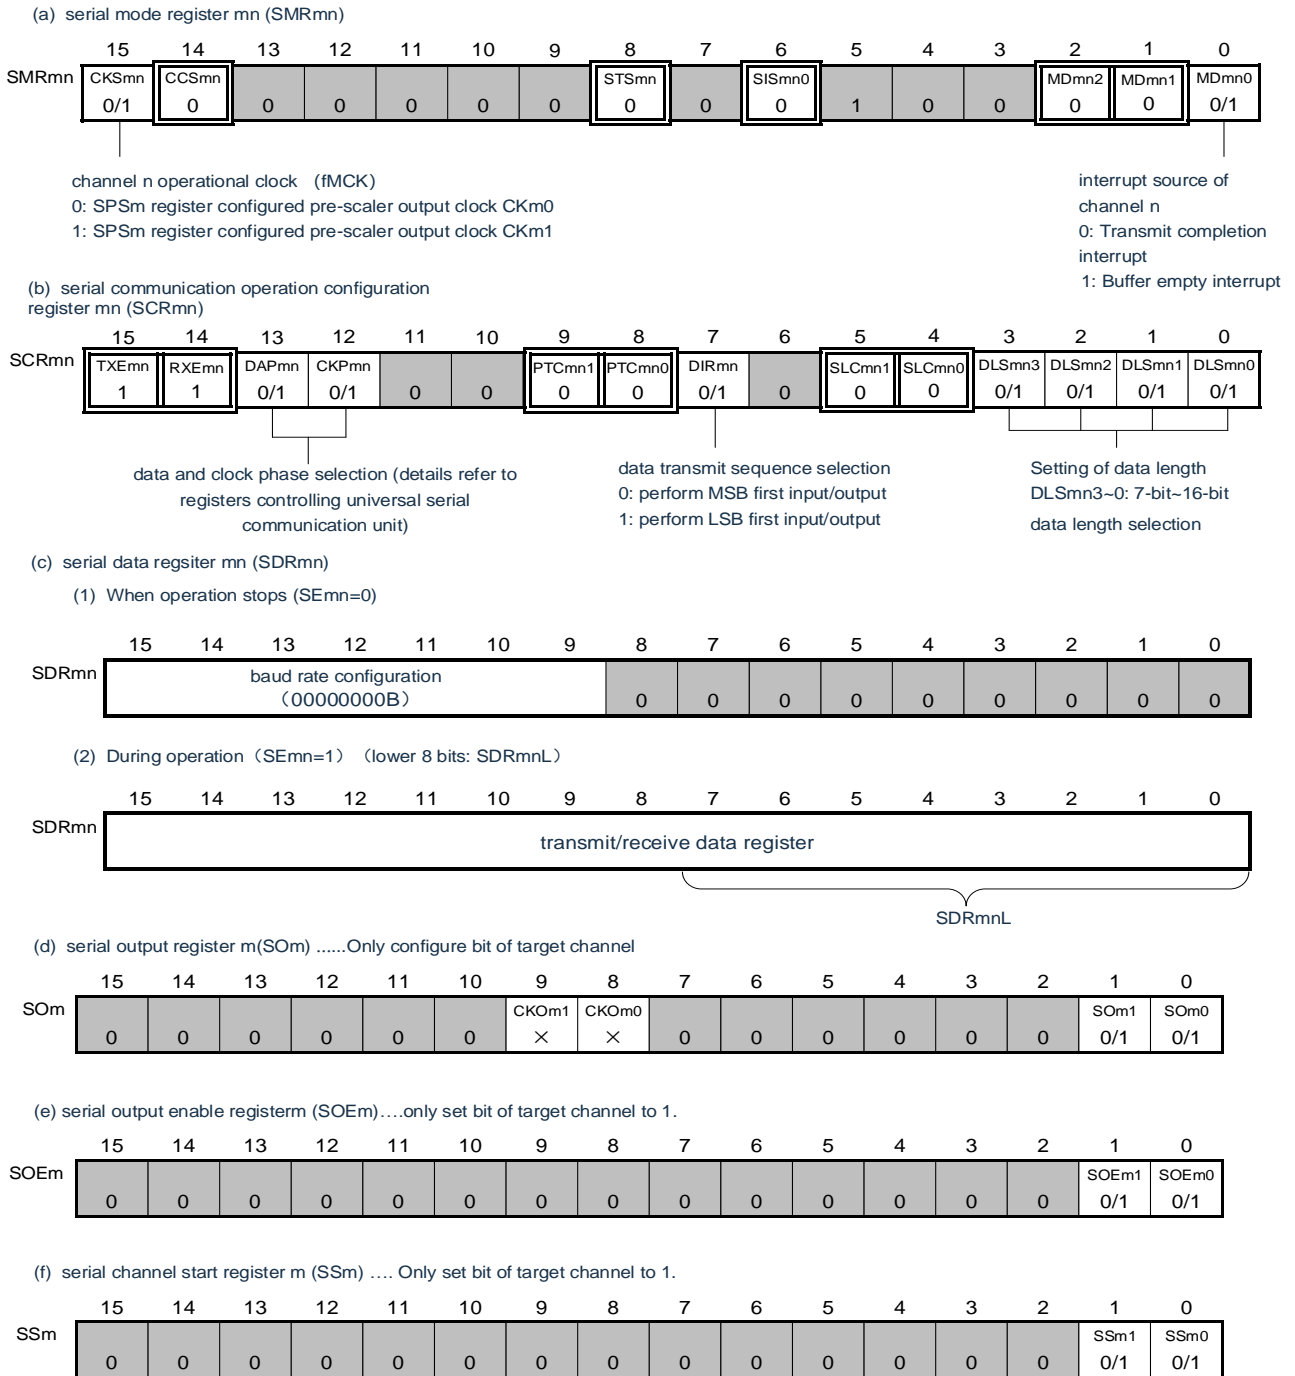 (a) serial mode register mn (SMRmn)
15 14 13 12 11 10 9 8 7 6 5 4 3 2 1 0
SMRmn CKSmn CCSmn STSmn SISmn0 MDmn2 MDmn1 MDmn0
0/1 0 0 0 0 0 0 0 0 0 1 0 0 0 0 0/1
channel n operational clock （fMCK）
0: SPSm register configured pre-scaler output clock CKm0
1: SPSm register configured pre-scaler output clock CKm1
interrupt source of
channel n
0: Transmit completion
interrupt
1: Buffer empty interrupt
(b) serial communication operation configuration
register mn (SCRmn)
15 14 13 12 11 10 9 8 7 6 5 4 3 2 1 0
SCRmn TXEmn RXEmn DAPmn CKPmn PTCmn1 PTCmn0 DIRmn SLCmn1 SLCmn0 DLSmn3 DLSmn2 DLSmn1 DLSmn0
1 1 0/1 0/1 0 0 0 0 0/1 0 0 0 0/1 0/1 0/1 0/1
data and clock phase selection (details refer to
registers controlling universal serial
communication unit)
data transmit sequence selection
0: perform MSB first input/output
1: perform LSB first input/output
Setting of data length
DLSmn3~0: 7-bit~16-bit
data length selection
(c) serial data regsiter mn (SDRmn)
(1) When operation stops (SEmn=0)
15 14 13 12 11 10 9 8 7 6 5 4 3 2 1 0
SDRmn baud rate configuration
（00000000B） 0 0 0 0 0 0 0 0 0
(2) During operation（SEmn=1）（lower 8 bits: SDRmnL）
15 14 13 12 11 10 9 8 7 6 5 4 3 2 1 0
SDRmn transmit/receive data register
SDRmnL
(d) serial output register m(SOm) ......Only configure bit of target channel
15 14 13 12 11 10 9 8 7 6 5 4 3 2 1 0
SOm CKOm1 CKOm0 SOm1 SOm0
0 0 0 0 0 0 × × 0 0 0 0 0 0 0/1 0/1
(e) serial output enable registerm (SOEm)….only set bit of target channel to 1.
15 14 13 12 11 10 9 8 7 6 5 4 3 2 1 0
SOEm SOEm1 SOEm0
0 0 0 0 0 0 0 0 0 0 0 0 0 0 0/1 0/1
(f) serial channel start register m (SSm) …. Only set bit of target channel to 1.
15 14 13 12 11 10 9 8 7 6 5 4 3 2 1 0
SSm SSm1 SSm0
0 0 0 0 0 0 0 0 0 0 0 0 0 0 0/1 0/1